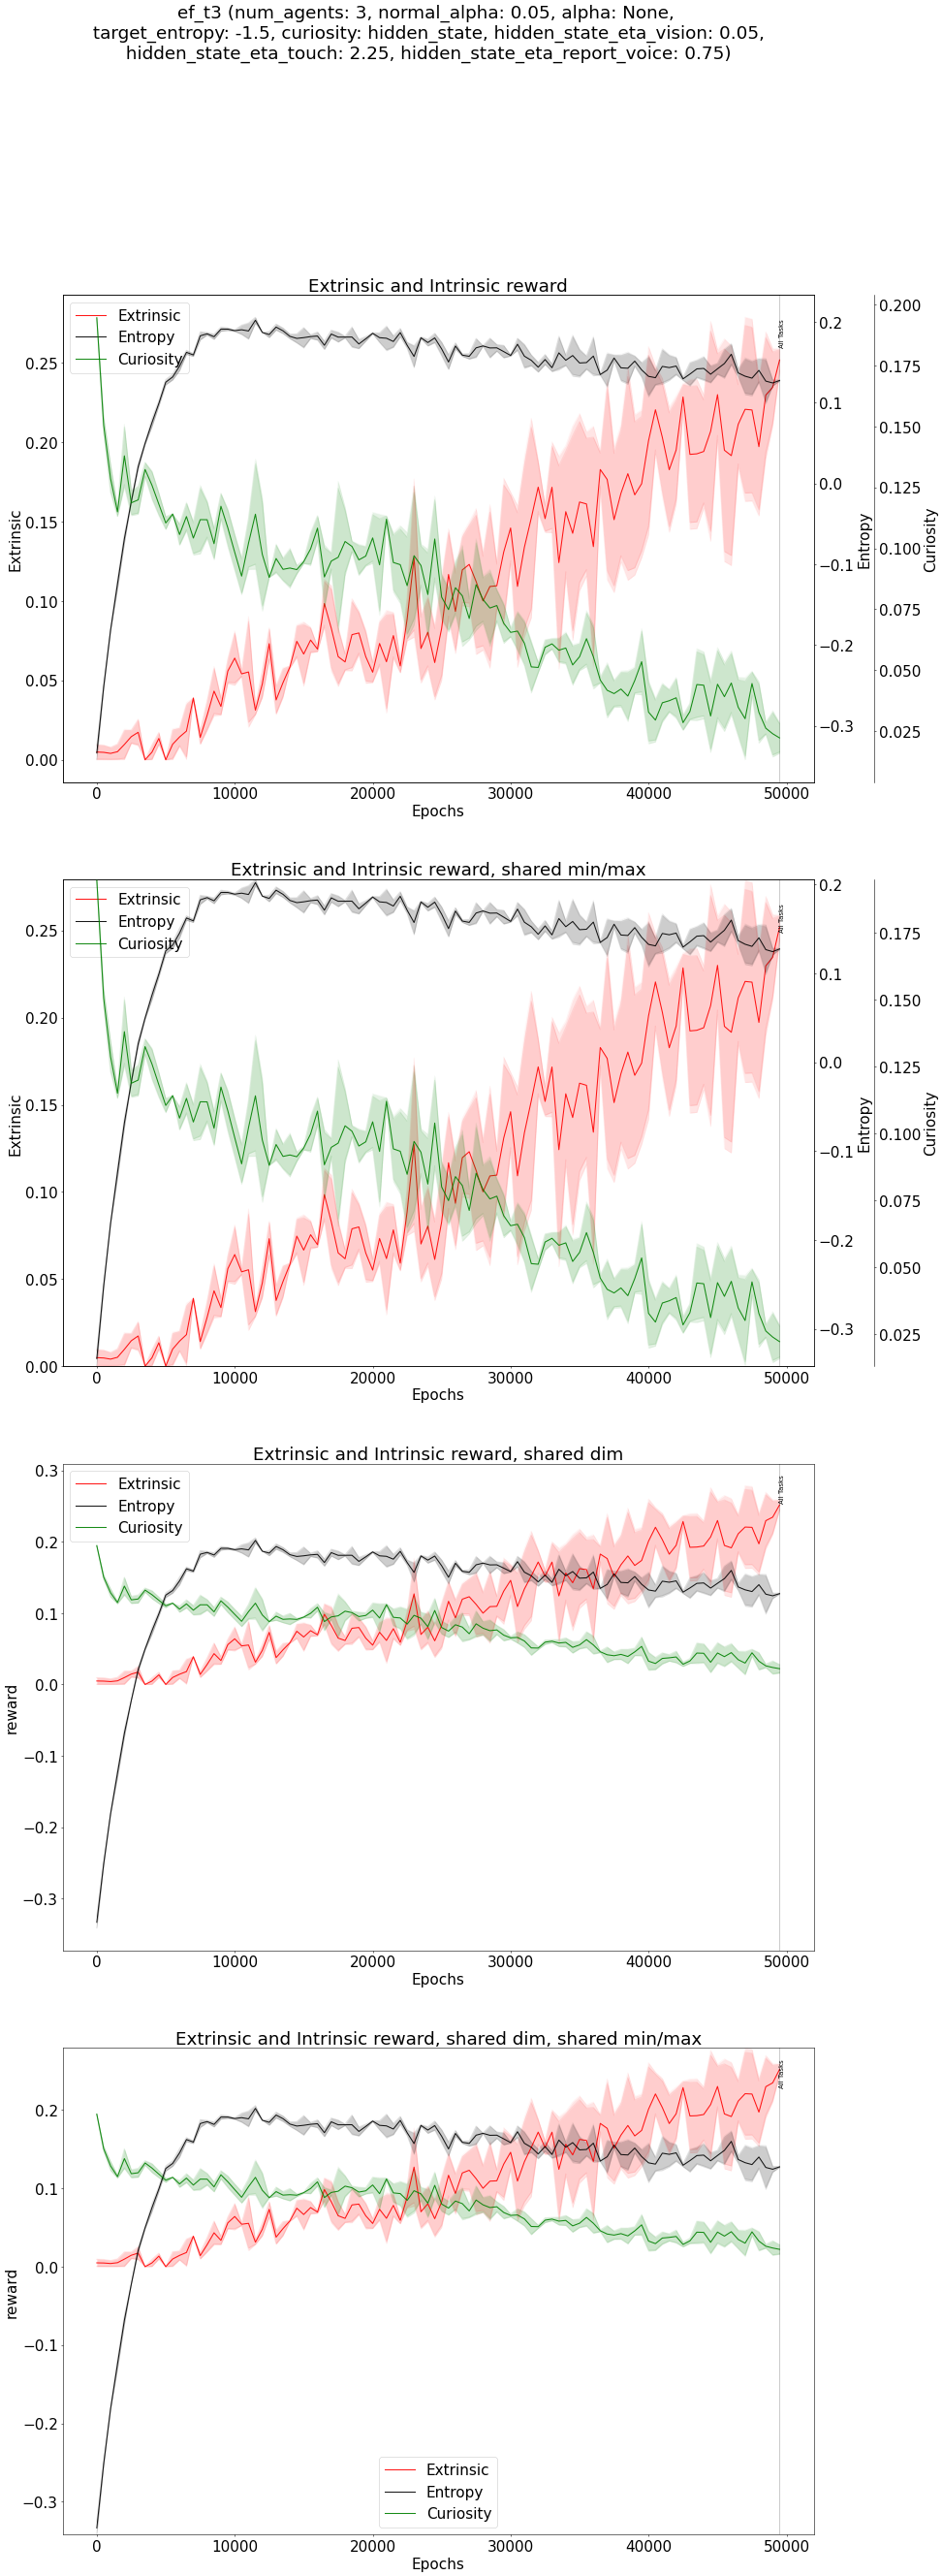 ef_t3 (num_agents: 3, normal_alpha: 0.05, alpha: None,
target_entropy: -1.5, curiosity: hidden_state, hidden_state_eta_vision: 0.05,
hidden_state_eta_touch: 2.25, hidden_state_eta_report_voice: 0.75)
Extrinsic and Intrinsic reward
Extrinsic
Entropy
Curiosity
All Tasks
0.25
0.20
0.15
0.10
0.05
0.00
Extrinsic
0.2
0.1
0.0
−0.1
−0.2
−0.3
Entropy
0.200
0.175
0.150
0.125
0.100
0.075
0.050
0.025
Curiosity
0 10000 20000 30000 40000 50000
Epochs
Extrinsic and Intrinsic reward, shared min/max
Extrinsic
Entropy
Curiosity
All Tasks
0.25
0.20
0.15
0.10
0.05
0.00
Extrinsic
0.2
0.1
0.0
−0.1
−0.2
−0.3
Entropy
0.175
0.150
0.125
0.100
0.075
0.050
0.025
Curiosity
0 10000 20000 30000 40000 50000
Epochs
Extrinsic and Intrinsic reward, shared dim
Extrinsic
Entropy
Curiosity
All Tasks
0.3
0.2
0.1
0.0
−0.1
−0.2
−0.3
reward
0 10000 20000 30000 40000 50000
Epochs
Extrinsic and Intrinsic reward, shared dim, shared min/max
All Tasks
0.2
0.1
0.0
−0.1
−0.2
−0.3
reward
Extrinsic
Entropy
Curiosity
0 10000 20000 30000 40000 50000
Epochs